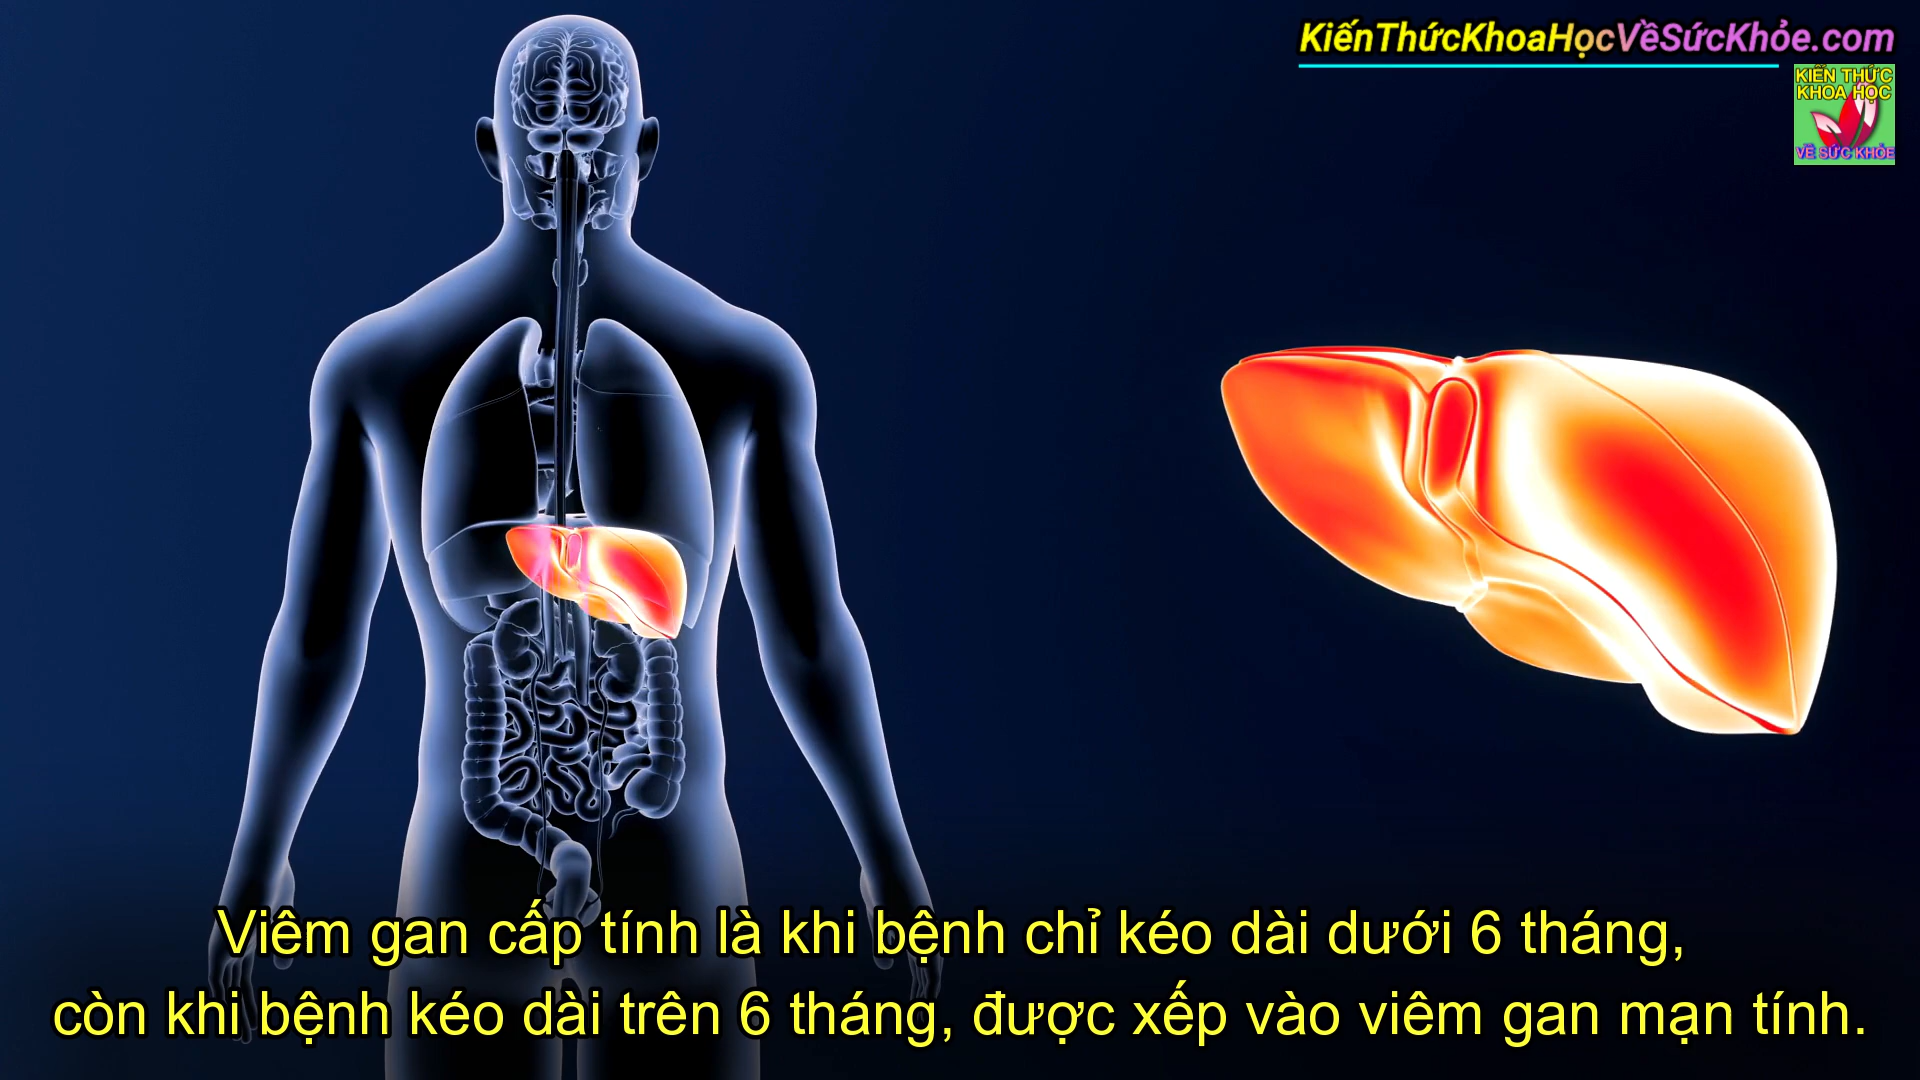 KiếnThứcKhoaHọcVềSứcKhỏe.com
KIẾN THỨC
KHOA HỌC
VỀ SỨC KHỎE
Viêm gan cấp tính là khi bệnh chỉ kéo dài dưới 6 tháng,
còn khi bệnh kéo dài trên 6 tháng, được xếp vào viêm gan mạn tính.